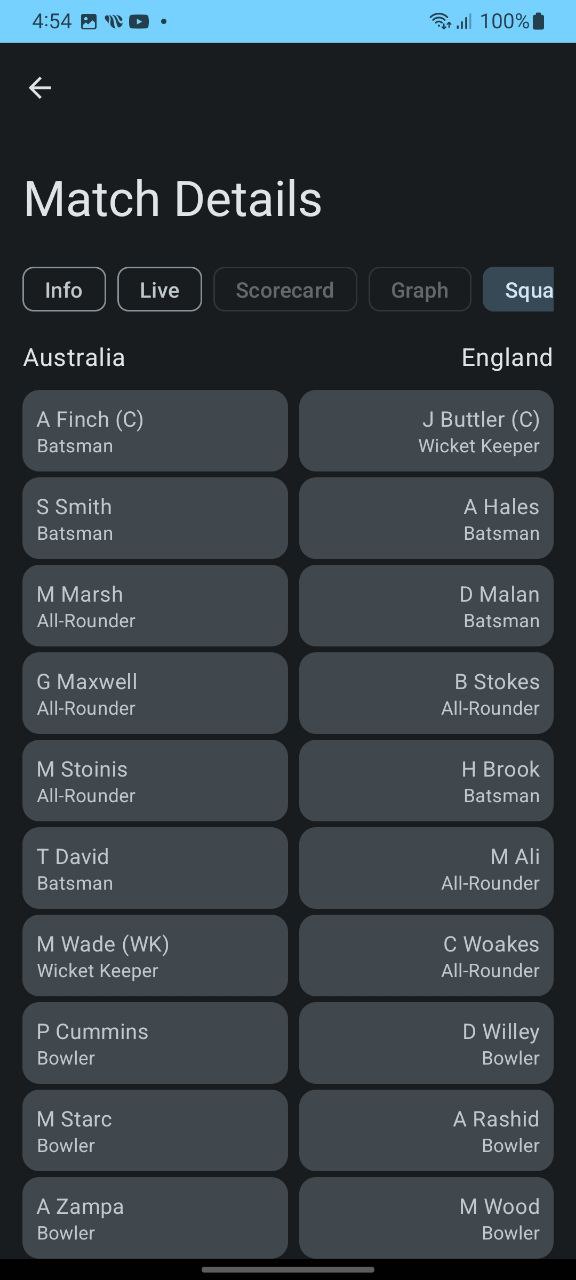 4:54
100%
Match Details
Info Live Scorecard Graph Squa
Australia England
A Finch (C) J Buttler (C)
Batsman Wicket Keeper
S Smith A Hales
Batsman Batsman
M Marsh D Malan
All-Rounder Batsman
G Maxwell B Stokes
All-Rounder All-Rounder
M Stoinis H Brook
All-Rounder Batsman
T David M Ali
Batsman All-Rounder
M Wade (WK) C Woakes
Wicket Keeper All-Rounder
P Cummins D Willey
Bowler Bowler
M Starc A Rashid
Bowler Bowler
A Zampa M Wood
Bowler Bowler